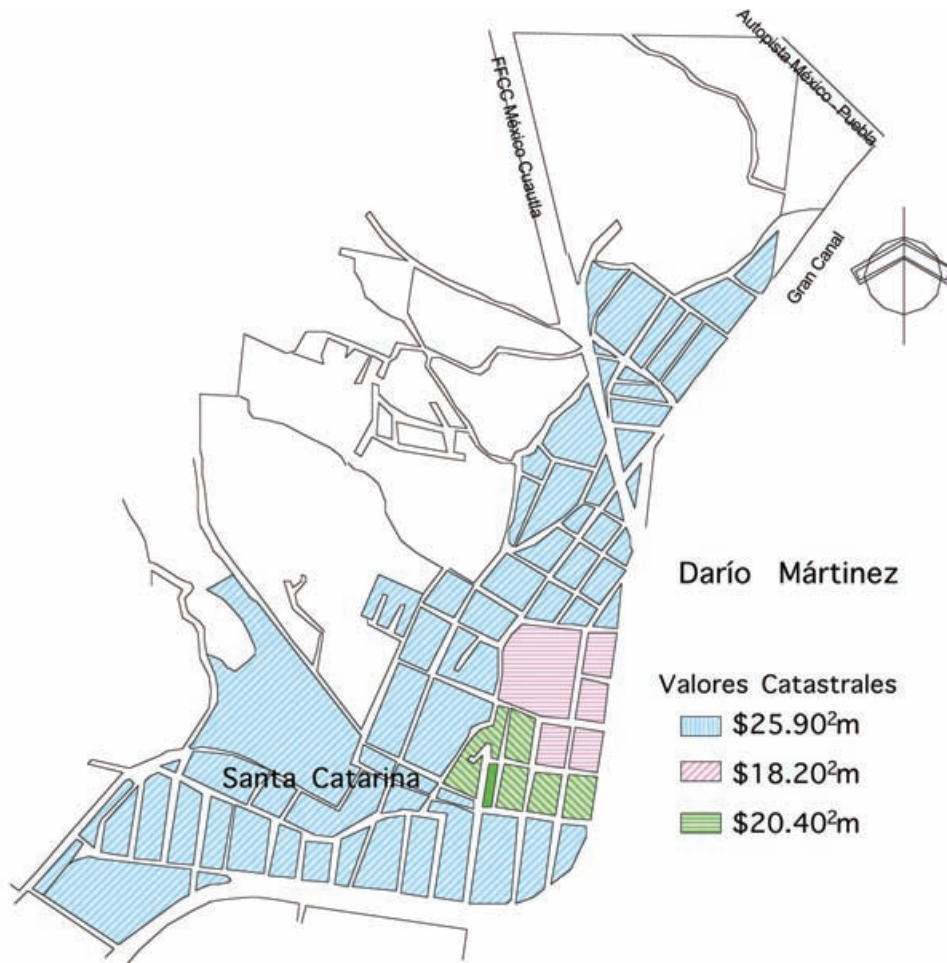 Autopista México_ Puebla
FFCC México Cuautla
Gran Canal
Darío Mártinez
Valores Catastrales
$25.90²m
$18.20²m
$20.40²m
Santa Catarina